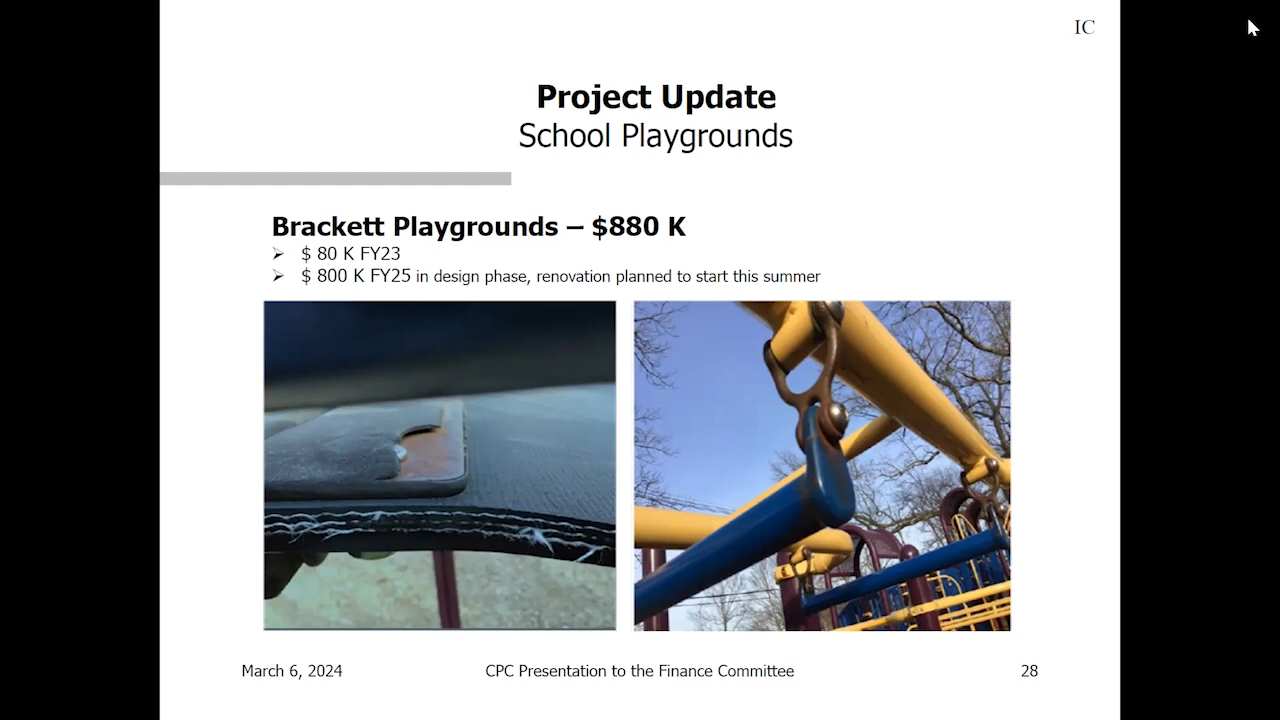 IC
Project Update
School Playgrounds
Brackett Playgrounds – $880 K
➢ $ 80 K FY23
➢ $ 800 K FY25 in design phase, renovation planned to start this summer
March 6, 2024 CPC Presentation to the Finance Committee 28